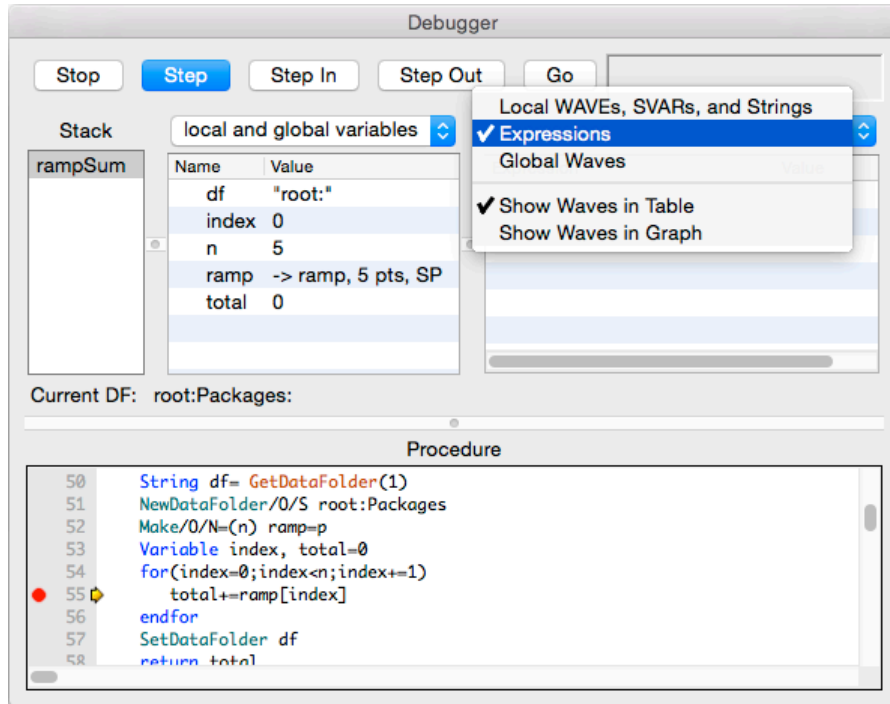 Debugger
Stop Step Step In Step Out Go
Local WAVEs, SVARs, and Strings
Stack local and global variables ✓ Expressions
rampSum Name Value Global Waves
df "root:"
✓ Show Waves in Table
index 0
Show Waves in Graph
n 5
ramp -> ramp, 5 pts, SP
total 0
Current DF: root:Packages:
Procedure
50 String df= GetDataFolder(1)
51 NewDataFolder/O/S root:Packages
52 Make/O/N=(n) ramp=p
53 Variable index, total=0
54 for(index=0;index<n;index+=1)
55 total+=ramp[index]
56 endfor
57 SetDataFolder df
58 return total